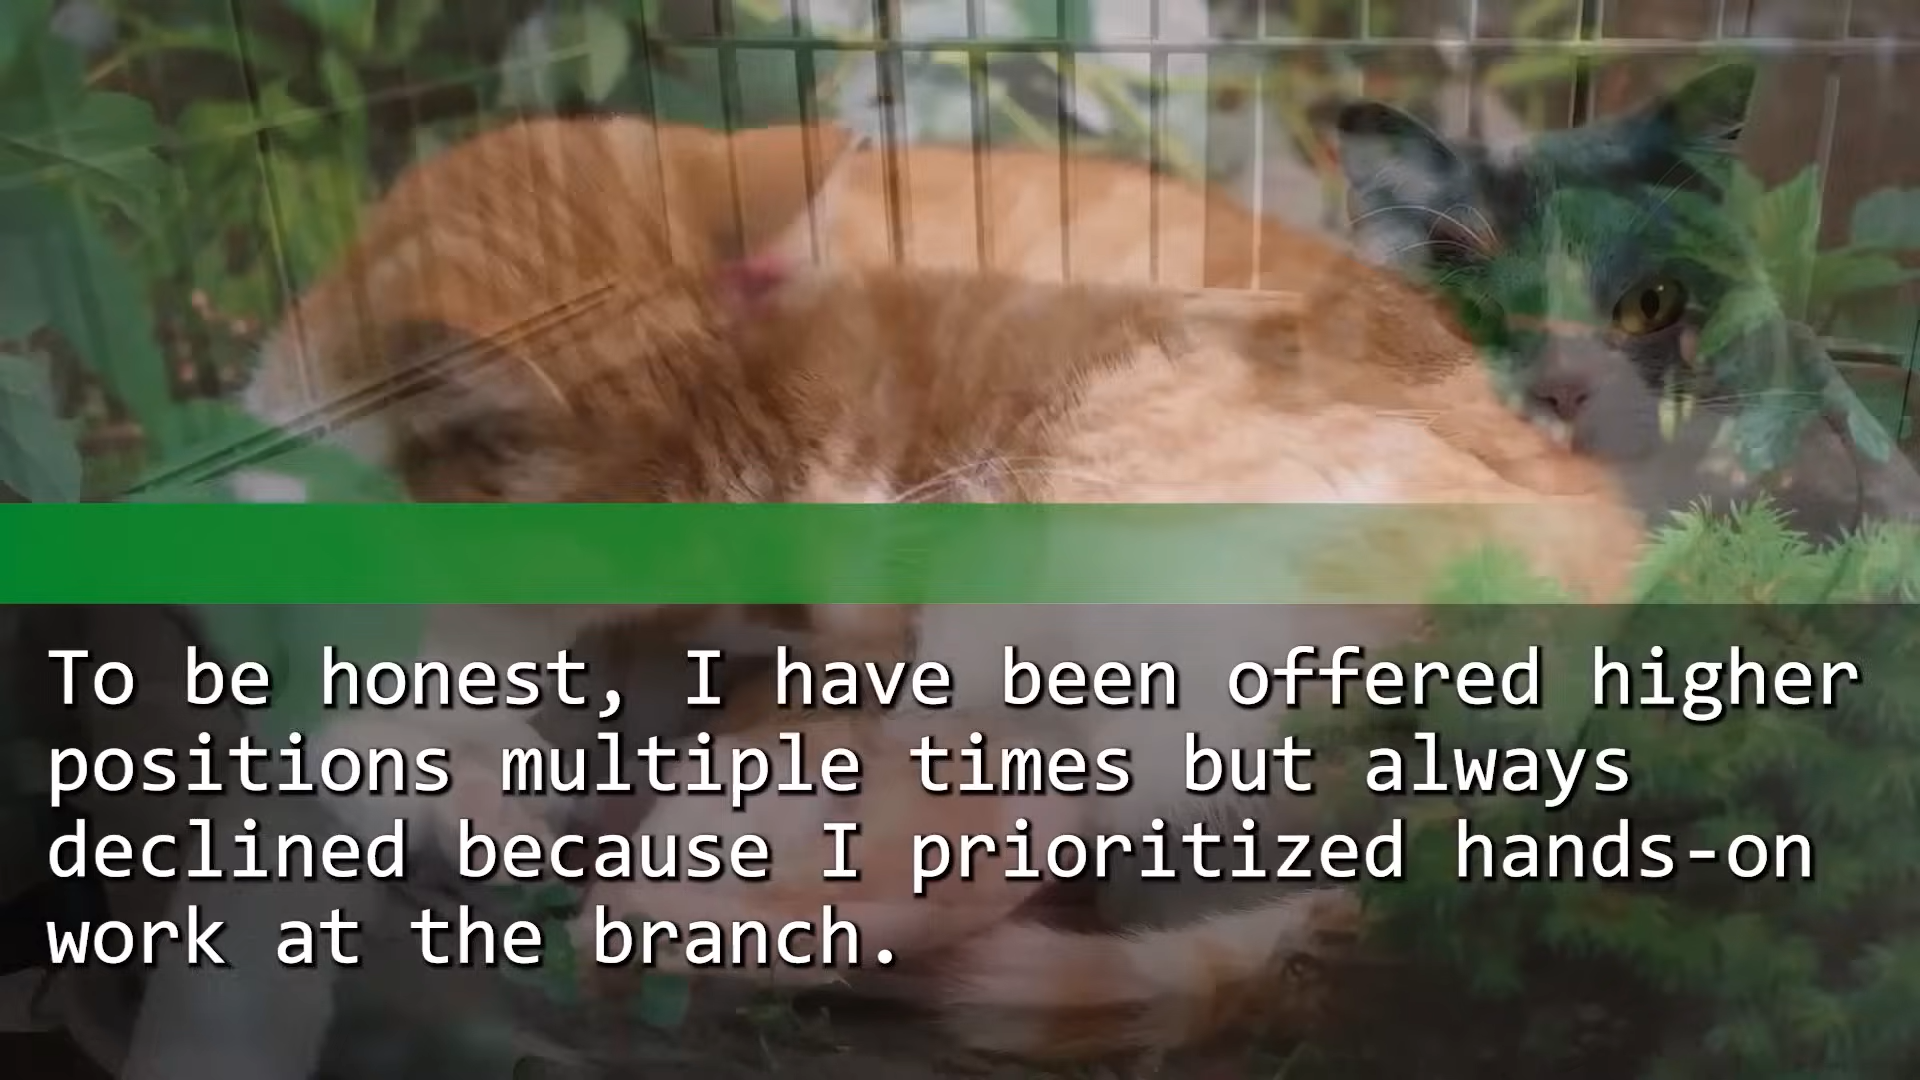 To be honest, I have been offered higher
positions multiple times but always
declined because I prioritized hands-on
work at the branch.